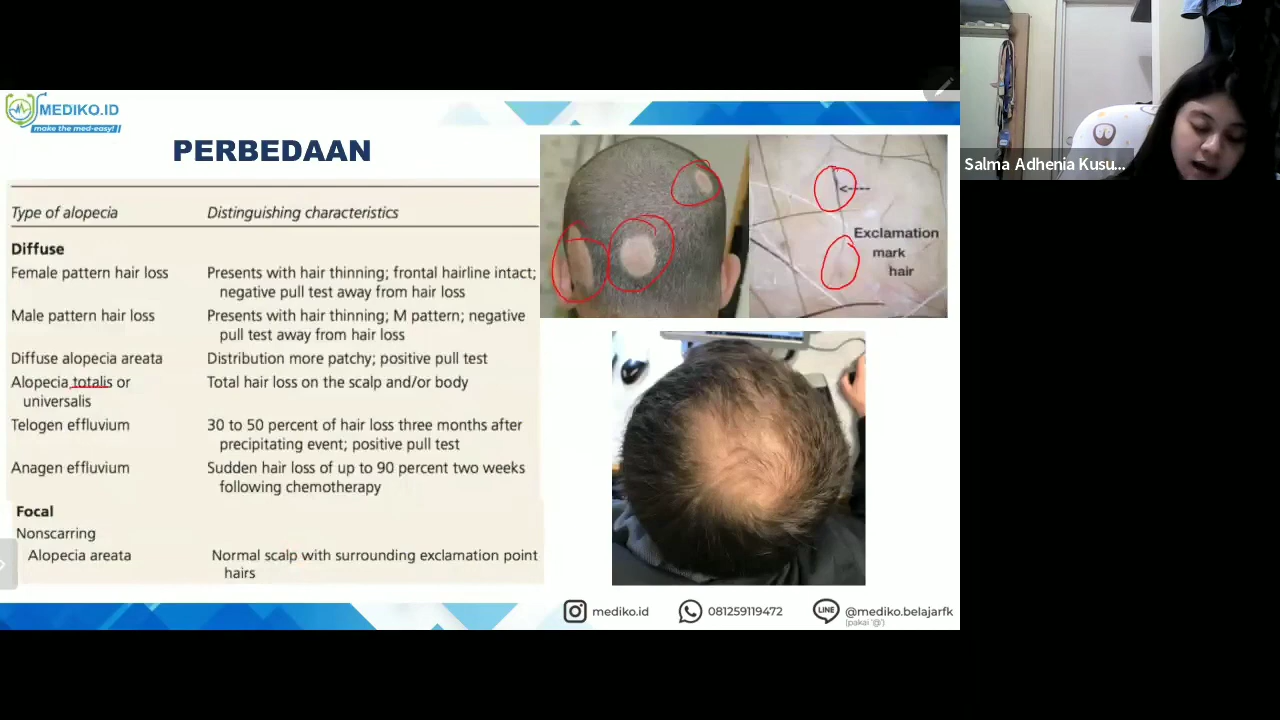 MEDIKO.ID
make the med-easy!
PERBEDAAN
Type of alopecia Distinguishing characteristics
Diffuse
Female pattern hair loss Presents with hair thinning; frontal hairline intact;
negative pull test away from hair loss
Male pattern hair loss Presents with hair thinning; M pattern; negative
pull test away from hair loss
Diffuse alopecia areata Distribution more patchy; positive pull test
Alopecia totalis or Total hair loss on the scalp and/or body
universalis
Telogen effluvium 30 to 50 percent of hair loss three months after
precipitating event; positive pull test
Anagen effluvium Sudden hair loss of up to 90 percent two weeks
following chemotherapy
Focal
Nonscarring
Alopecia areata Normal scalp with surrounding exclamation point
hairs
Exclamation
mark
hair
mediko.id
081259119472
LINE
@mediko.belajarfk
(pakai '@')
Salma Adhenia Kusu...